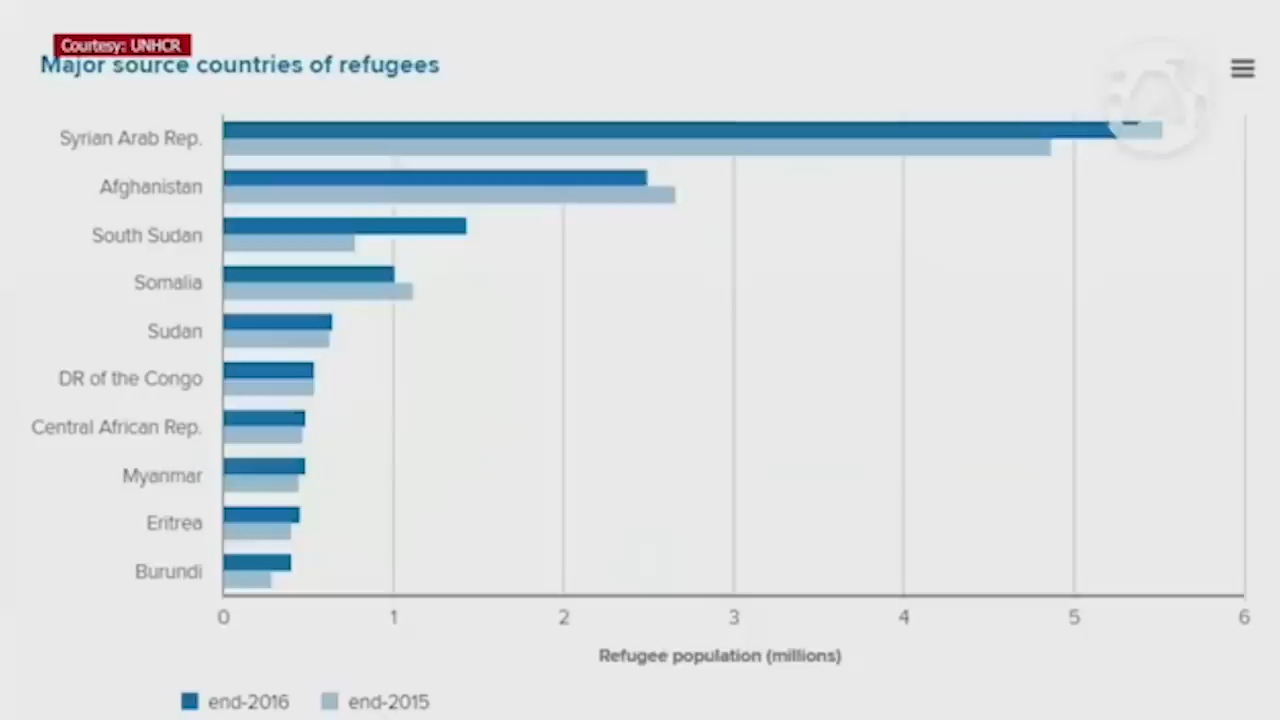 Courtesy: UNHCR
Major source countries of refugees
Syrian Arab Rep.
Afghanistan
South Sudan
Somalia
Sudan
DR of the Congo
Central African Rep.
Myanmar
Eritrea
Burundi
0 1 2 3 4 5 6
Refugee population (millions)
end-2016 end-2015